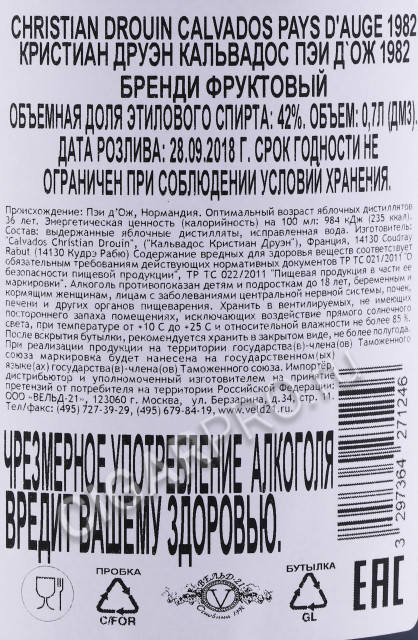 CHRISTIAN DROUIN CALVADOS PAYS D'AUGE 1982
КРИСТИАН ДРУЭН КАЛЬВАДОС ПЭИ Д`ОЖ 1982
БРЕНДИ ФРУКТОВЫЙ
ОБЪЕМНАЯ ДОЛЯ ЭТИЛОВОГО СПИРТА: 42%. ОБЪЕМ: 0,7Л (ДМ3).
ДАТА РОЗЛИВА: 28.09.2018 Г. СРОК ГОДНОСТИ НЕ
ОГРАНИЧЕН ПРИ СОБЛЮДЕНИИ УСЛОВИЙ ХРАНЕНИЯ.
Происхождение: Пэи д'Ож, Нормандия. Оптимальный возраст яблочных дистиллятов
36 лет. Энергетическая ценность (калорийность) на 100 мл: 984 кДж (235 ккал).
Состав: выдержанные яблочные дистилляты, исправленная вода. Изготовитель:
"Calvados Christian Drouin", ("Кальвадос Кристиан Друэн"), Франция, 14130 Coudray
Rabut (14130 Кудрэ Рабю) Содержание вредных для здоровья веществ соответствует
обязательным требованиям действующих нормативных документов ТР ТС 021/2011 "О
безопасности пищевой продукции", ТР ТС 022/2011 "Пищевая продукция в части ее
маркировки". Алкоголь противопоказан детям и подросткам до 18 лет, беременным и
кормящим женщинам, лицам с заболеваниями центральной нервной системы, почек,
печени и других органов пищеварения. Хранить в вентилируемых, не имеющих
постороннего запаха помещениях, исключающих воздействие прямого солнечного
света, при температуре от +10 С до +25 С и относительной влажности не более 85 %.
После вскрытия бутылки, рекомендуется хранить в закрытом виде, не более полугода.
При реализации продукции на территории государства(в)-члена(ов) Таможенного
союза маркировка будет нанесена на государственном(ых)
языке(ах) государств(в)-члена(ов) Таможенного союза. Импортёр,
дистрибьютор и уполномоченный изготовителем на принятие
претензий от потребителя на территории Российской Федерации:
ООО «ВЕЛЬД-21», 123060 г. Москва, ул. Берзарина, д.34, стр. 11.
Тел/факс: (495) 727-39-29, (495) 679-84-19, www.veld21.ru.
ЧРЕЗМЕРНОЕ УПОТРЕБЛЕНИЕ АЛКОГОЛЯ
ВРЕДИТ ВАШЕМУ ЗДОРОВЬЮ.
3 297364 271246
ПРОБКА
C/FOR
ВЕЛЬД-21
V
БУТЫЛКА
GL
EAC